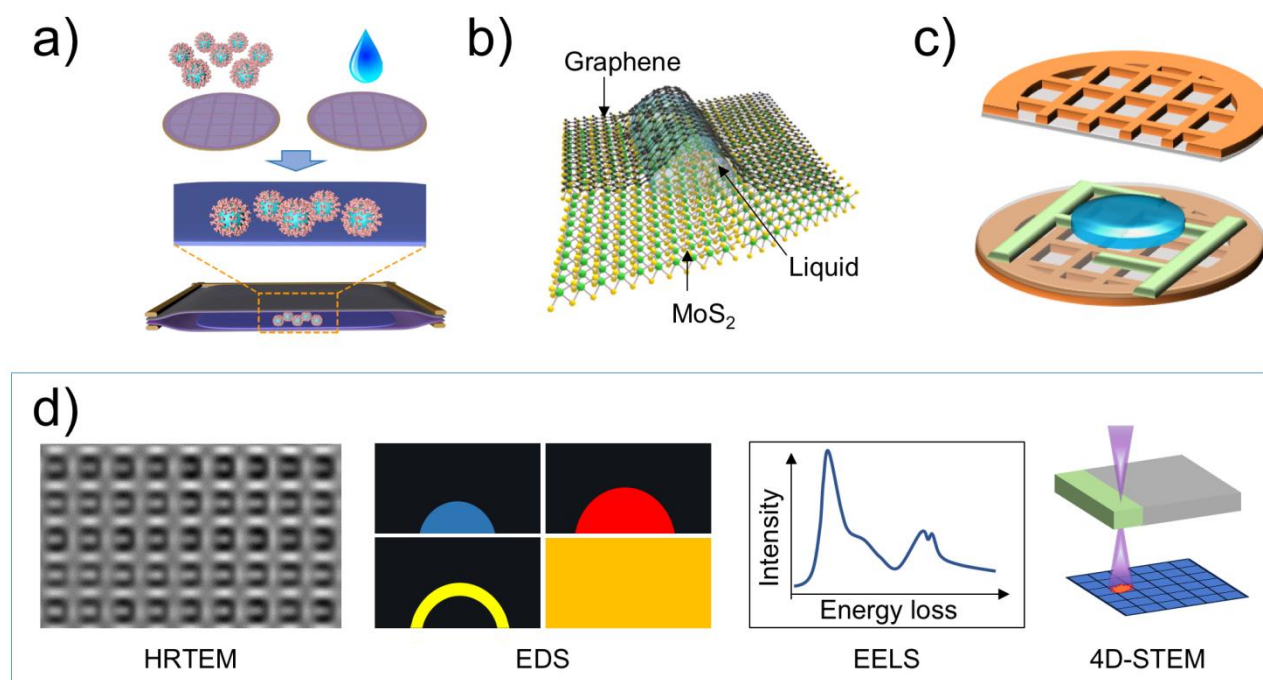 a)
b)
c)
Graphene
Liquid
MoS₂
d)
Intensity
Energy loss
HRTEM
EDS
EELS
4D-STEM